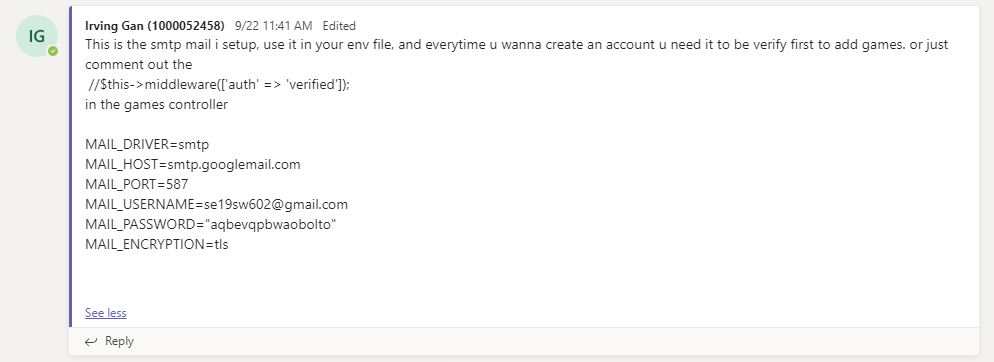 IG
Irving Gan (1000052458) 9/22 11:41 AM Edited
This is the smtp mail i setup, use it in your env file, and everytime u wanna create an account u need it to be verify first to add games. or just
comment out the
//$this->middleware(['auth' => 'verified']);
in the games controller
MAIL_DRIVER=smtp
MAIL_HOST=smtp.googlemail.com
MAIL_PORT=587
MAIL_USERNAME=se19sw602@gmail.com
MAIL_PASSWORD="aqbevqpbwaobolto"
MAIL_ENCRYPTION=tls
See less
Reply